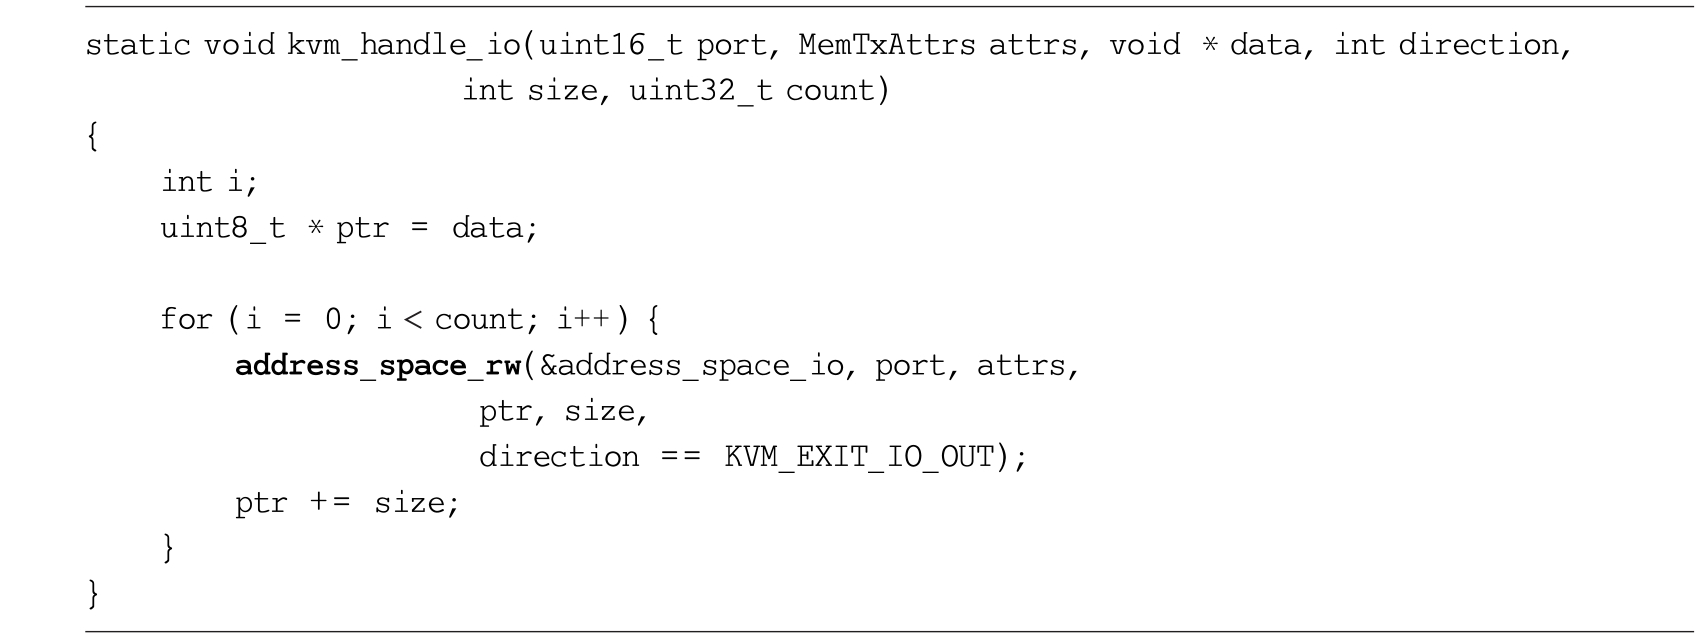 static void kvm_handle_io(uint16_t port, MemTxAttrs attrs, void * data, int direction,
int size, uint32_t count)
{
int i;
uint8_t * ptr = data;
for (i = 0; i < count; i++) {
address_space_rw(&address_space_io, port, attrs,
ptr, size,
direction == KVM_EXIT_IO_OUT);
ptr += size;
}
}